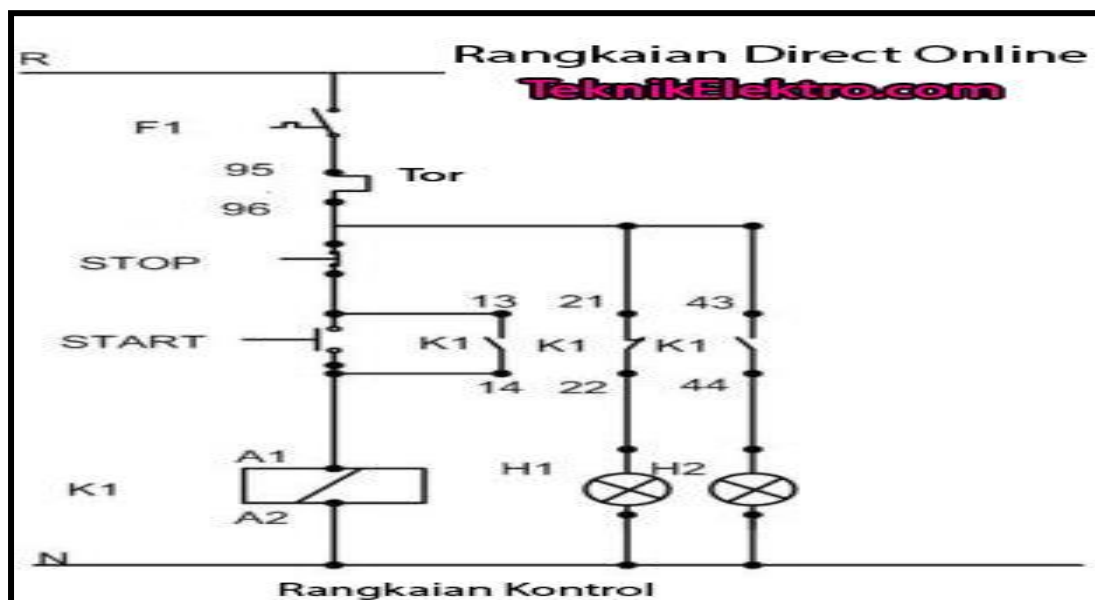 R
Rangkaian Direct Online
TeknikElektro.com
F1
95
Tor
96
STOP
13 21 43
START K1 K1 K1
14 22 44
A1
H1 H2
K1
A2
N
Rangkaian Kontrol